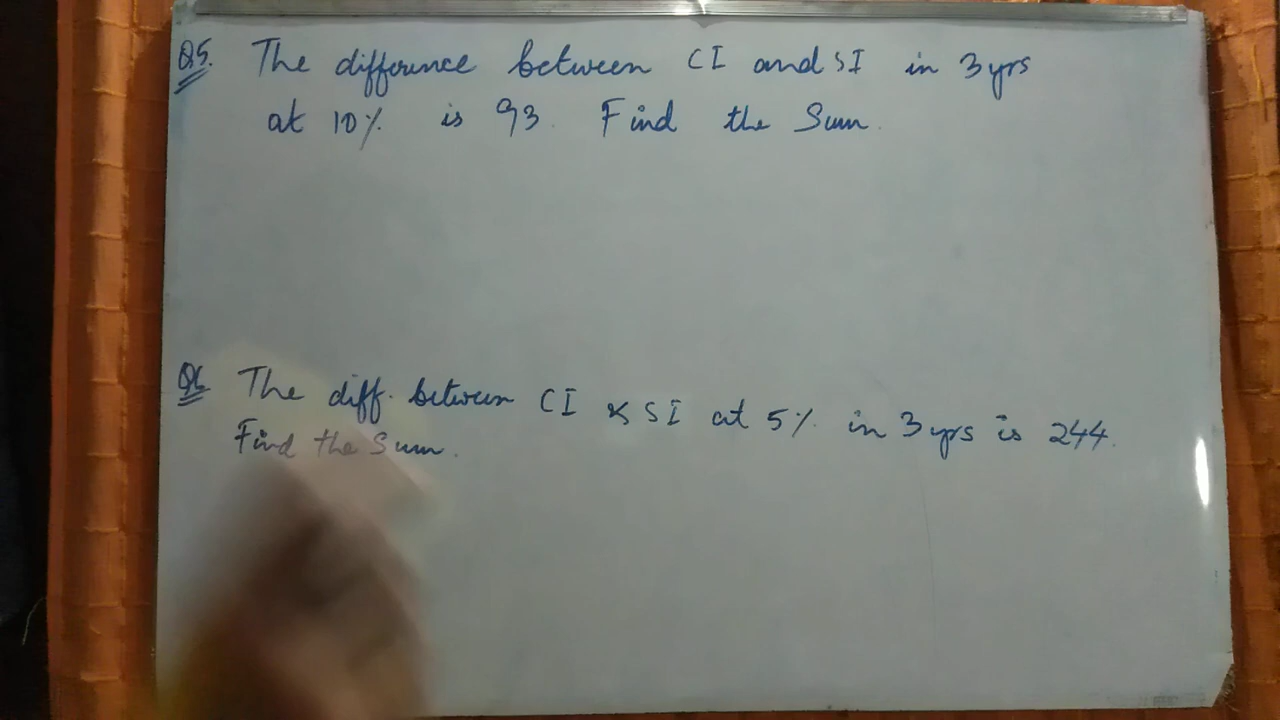 Q5. The difference between CI and SI in 3 yrs
at 10% is 93. Find the Sum.
Q6 The diff. between CI & SI at 5% in 3 yrs is 244.
Find the Sum.